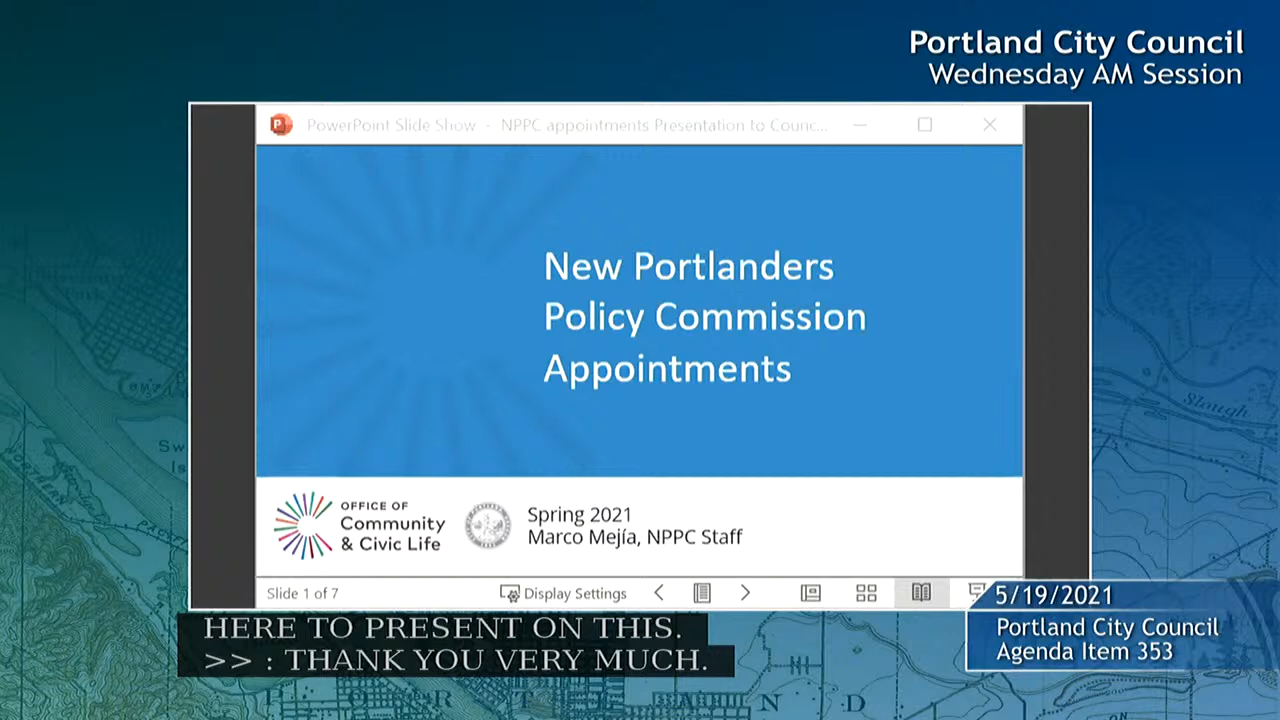 Portland City Council
Wednesday AM Session
PowerPoint Slide Show - NPPC appointments Presentation to Counc...
New Portlanders
Policy Commission
Appointments
OFFICE OF
Community
& Civic Life
Spring 2021
Marco Mejía, NPPC Staff
Slide 1 of 7
Display Settings
5/19/2021
Portland City Council
Agenda Item 353
HERE TO PRESENT ON THIS.
>> : THANK YOU VERY MUCH.
Slough